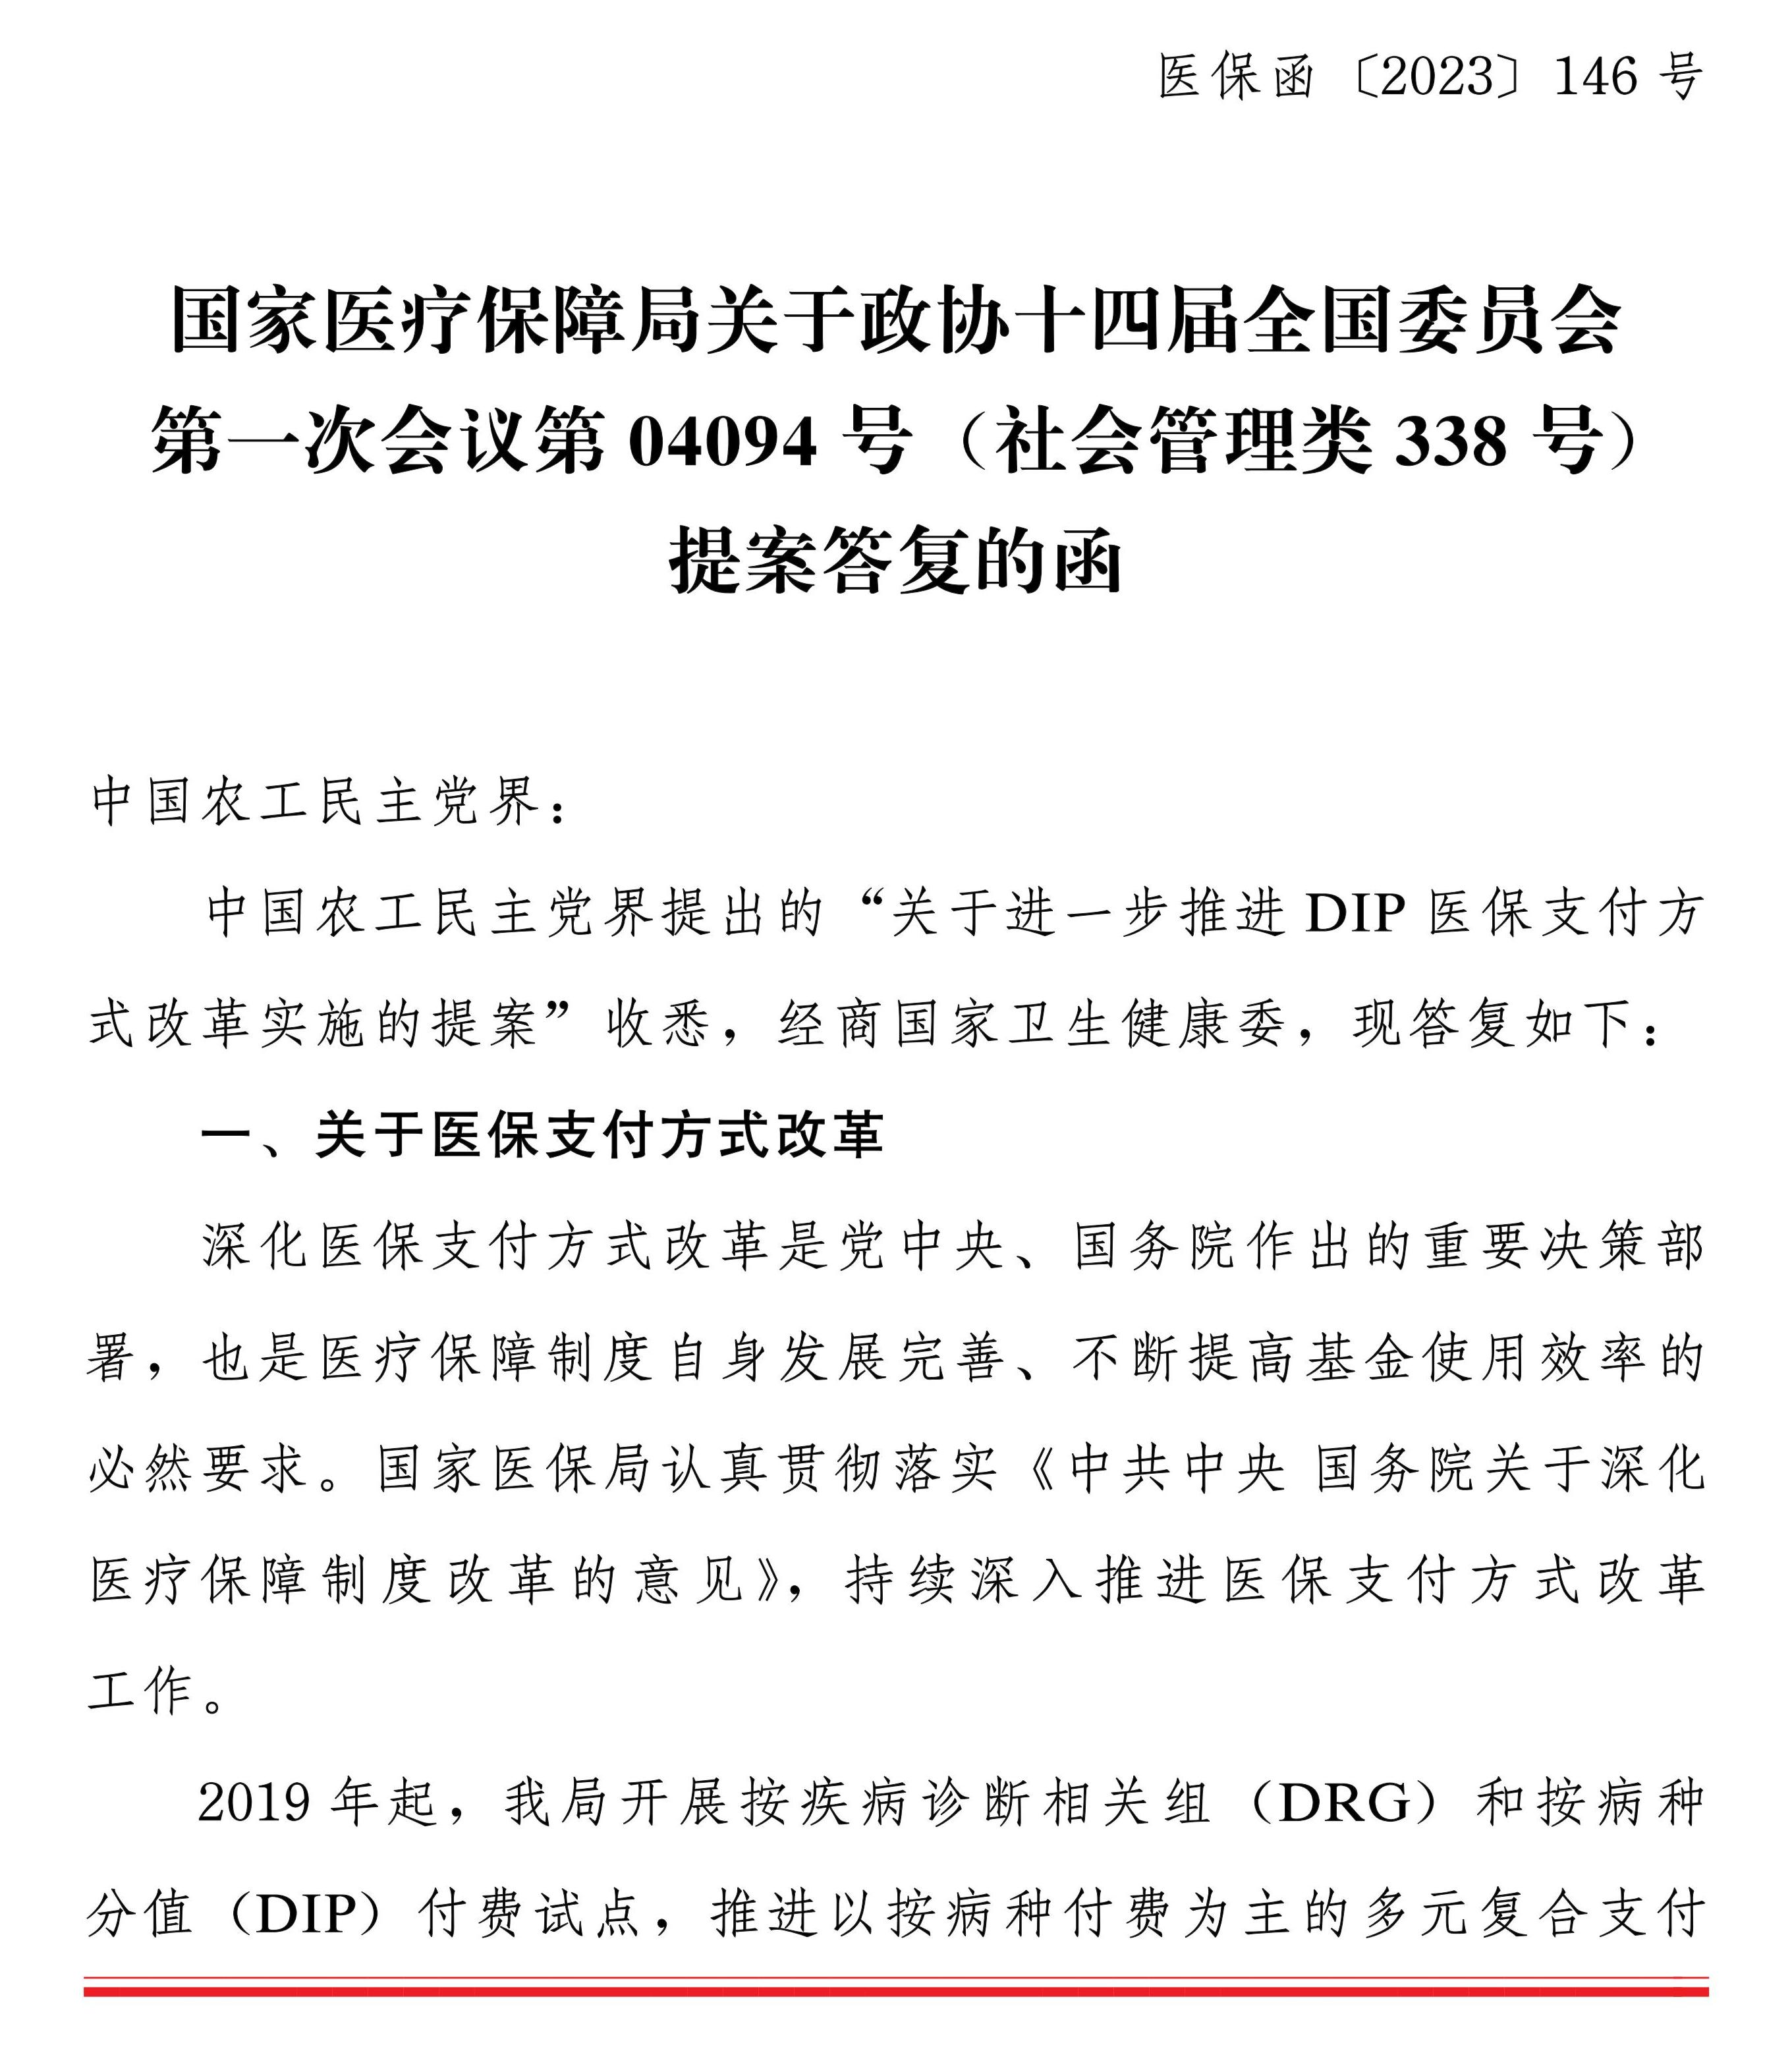 医保函〔2023〕146 号
国家医疗保障局关于政协十四届全国委员会
第一次会议第 04094 号（社会管理类 338 号）
提案答复的函
中国农工民主党界：
中国农工民主党界提出的“关于进一步推进 DIP 医保支付方
式改革实施的提案”收悉，经商国家卫生健康委，现答复如下：
一、关于医保支付方式改革
深化医保支付方式改革是党中央、国务院作出的重要决策部
署，也是医疗保障制度自身发展完善、不断提高基金使用效率的
必然要求。国家医保局认真贯彻落实《中共中央 国务院关于深化
医疗保障制度改革的意见》，持续深入推进医保支付方式改革
工作。
2019 年起，我局开展按疾病诊断相关组（DRG）和按病种
分值（DIP）付费试点，推进以按病种付费为主的多元复合支付